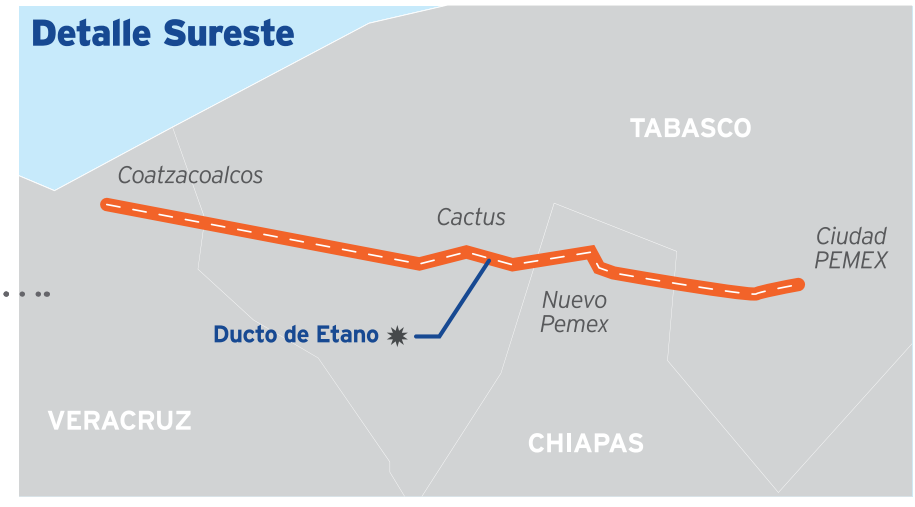 Detalle Sureste
TABASCO
Coatzacoalcos
Cactus
Ciudad
PEMEX
Nuevo
Pemex
Ducto de Etano
VERACRUZ
CHIAPAS